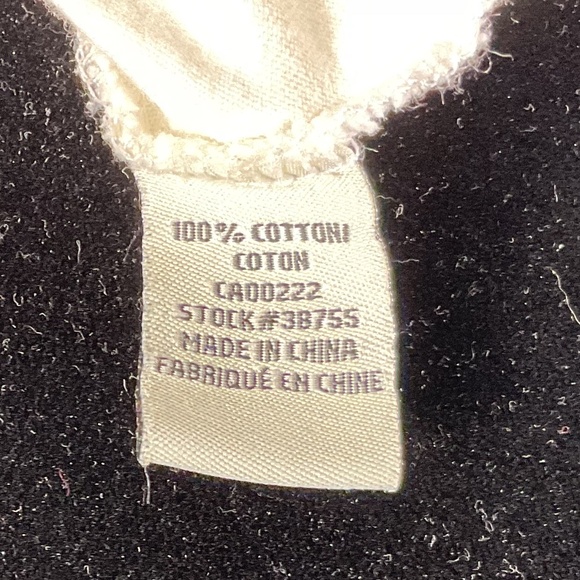 100% COTTON/
COTON
CA00222
STOCK#38755
MADE IN CHINA
FABRIQUÉ EN CHINE